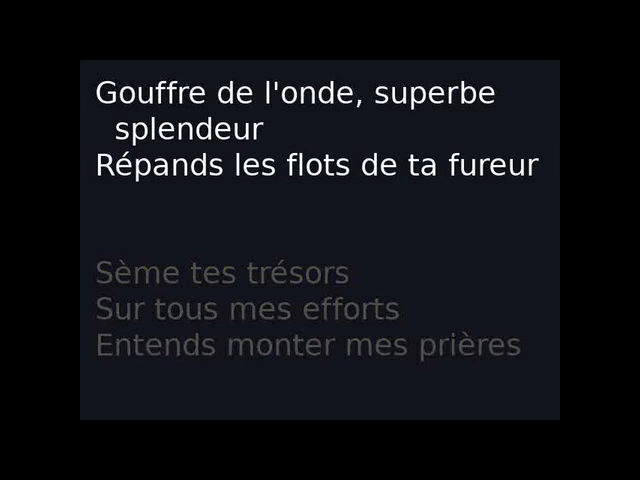 Gouffre de l'onde, superbe
splendeur
Répands les flots de ta fureur
Sème tes trésors
Sur tous mes efforts
Entends monter mes prières